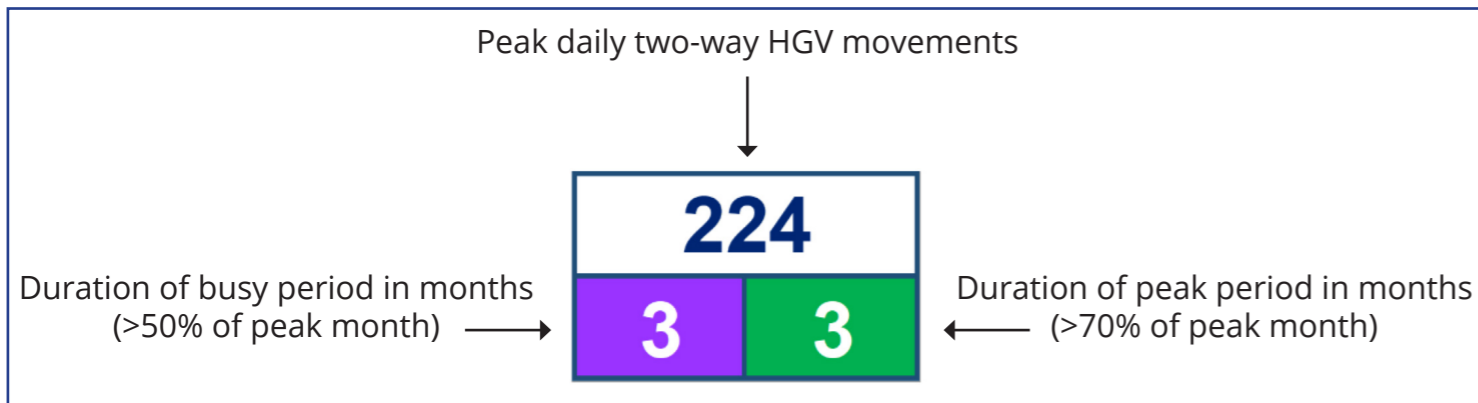 Peak daily two-way HGV movements
224
Duration of busy period in months
(>50% of peak month)
3
3
Duration of peak period in months
(>70% of peak month)